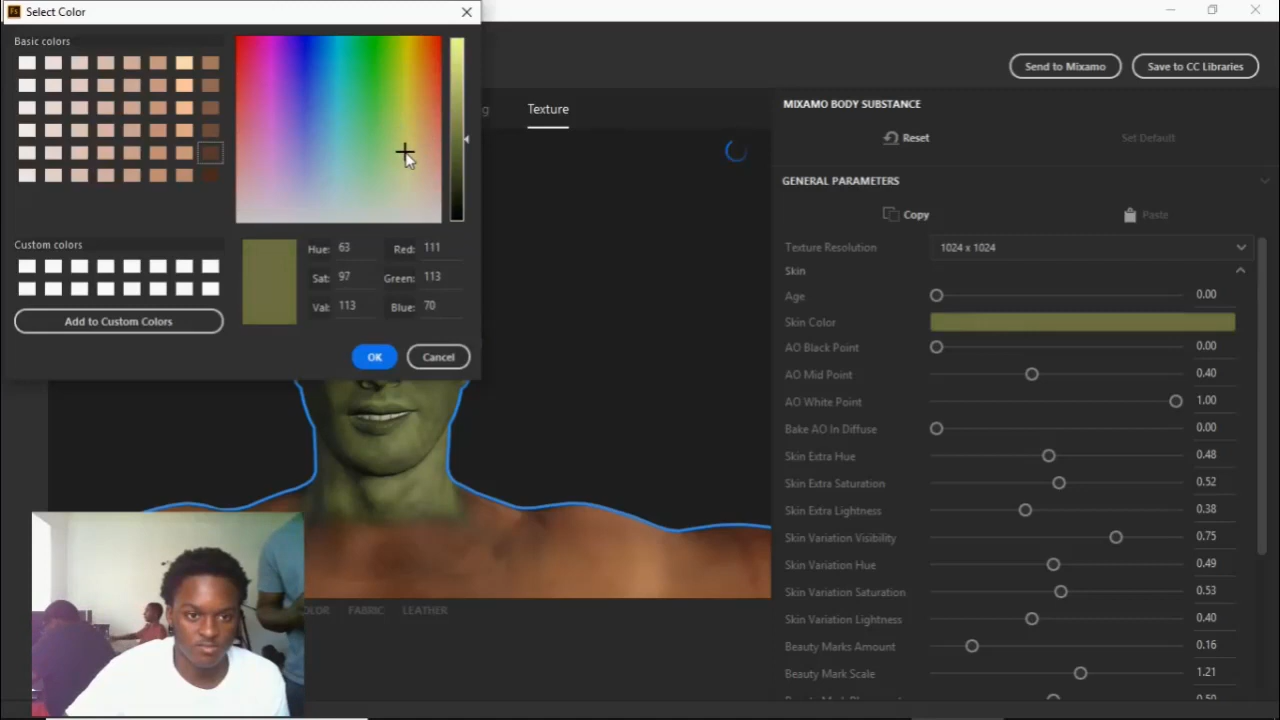 Fs Select Color
Basic colors
Custom colors
Add to Custom Colors
Hue: 63 Red: 111
Sat: 97 Green: 113
Val: 113 Blue: 70
OK Cancel
g Texture
OLOR FABRIC LEATHER
Send to Mixamo Save to CC Libraries
MIXAMO BODY SUBSTANCE
Reset Set Default
GENERAL PARAMETERS
Copy Paste
Texture Resolution 1024 x 1024
Skin
Age 0.00
Skin Color
AO Black Point 0.00
AO Mid Point 0.40
AO White Point 1.00
Bake AO In Diffuse 0.00
Skin Extra Hue 0.48
Skin Extra Saturation 0.52
Skin Extra Lightness 0.38
Skin Variation Visibility 0.75
Skin Variation Hue 0.49
Skin Variation Saturation 0.53
Skin Variation Lightness 0.40
Beauty Marks Amount 0.16
Beauty Mark Scale 1.21